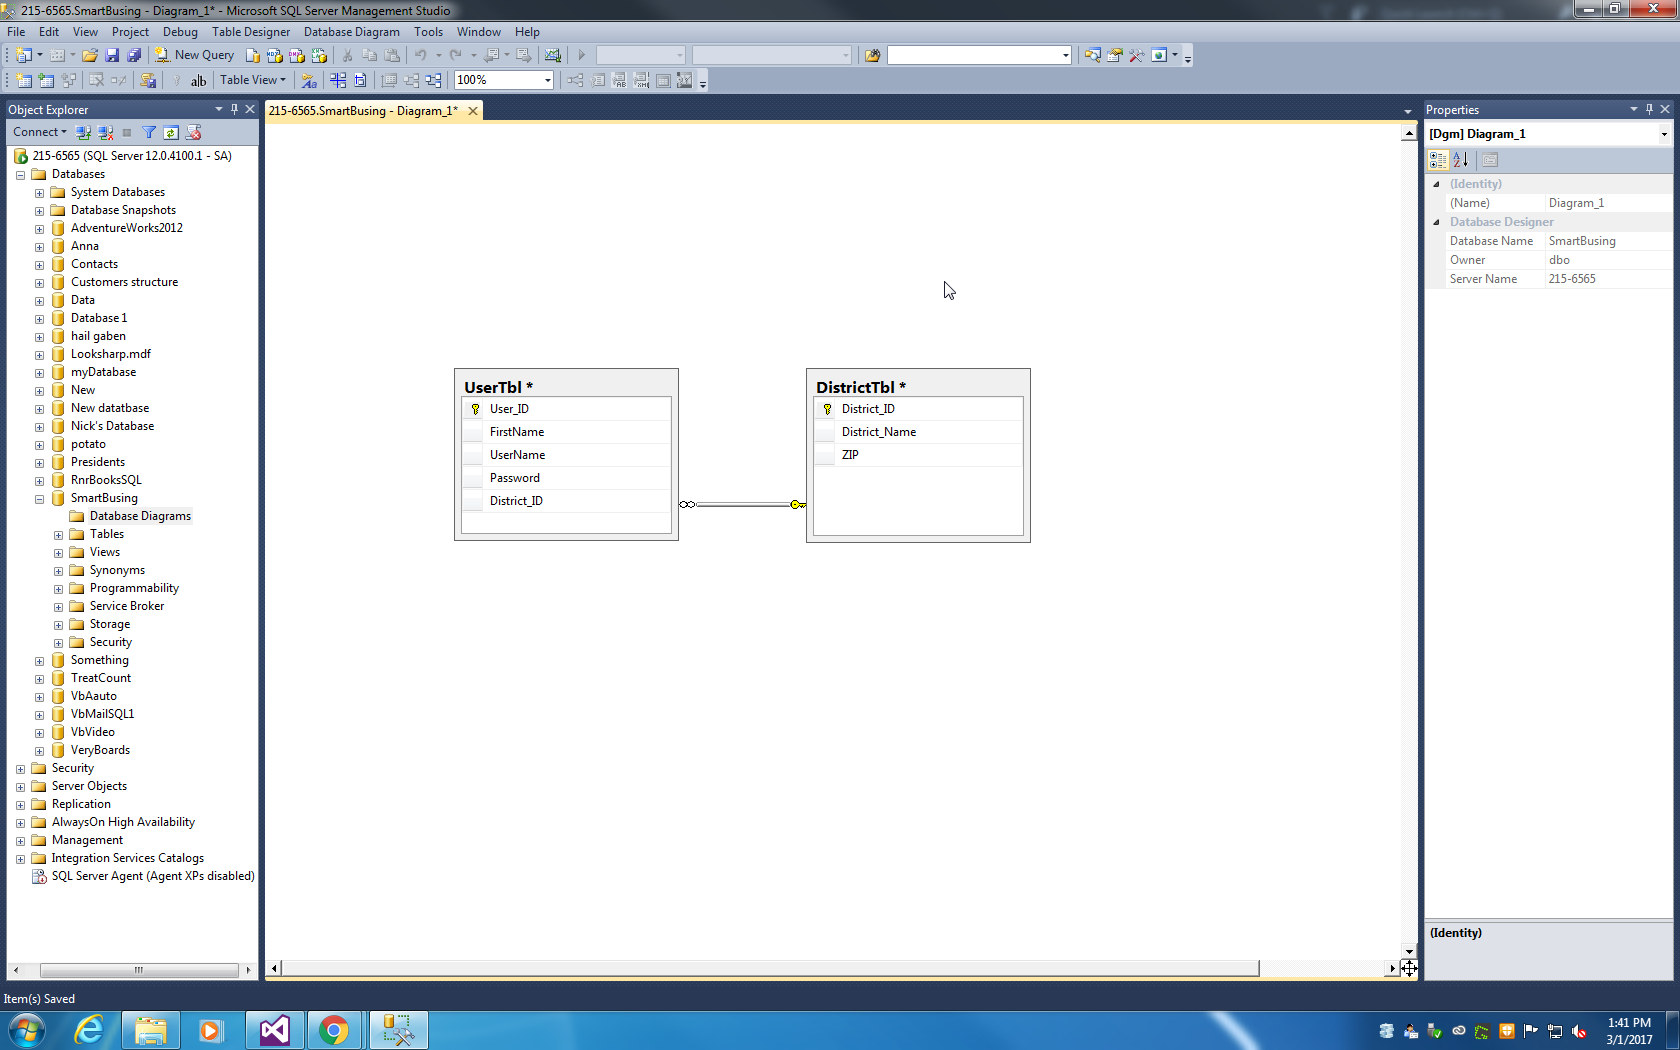 215-6565.SmartBusing - Diagram_1* - Microsoft SQL Server Management Studio
File Edit View Project Debug Table Designer Database Diagram Tools Window Help
New Query
Table View 100%
Object Explorer
215-6565.SmartBusing - Diagram_1*
Properties
Connect
[Dgm] Diagram_1
215-6565 (SQL Server 12.0.4100.1 - SA)
Databases
System Databases
Database Snapshots
AdventureWorks2012
Anna
Contacts
Customers structure
Data
Database1
hail gaben
Looksharp.mdf
myDatabase
New
New datatbase
Nick's Database
potato
Presidents
RnrBooksSQL
SmartBusing
Database Diagrams
Tables
Views
Synonyms
Programmability
Service Broker
Storage
Security
Something
TreatCount
VbAauto
VbMailSQL1
VbVideo
VeryBoards
Security
Server Objects
Replication
AlwaysOn High Availability
Management
Integration Services Catalogs
SQL Server Agent (Agent XPs disabled)
UserTbl *
User_ID
FirstName
UserName
Password
District_ID
DistrictTbl *
District_ID
District_Name
ZIP
(Identity)
(Name) Diagram_1
Database Designer
Database Name SmartBusing
Owner dbo
Server Name 215-6565
(Identity)
Item(s) Saved
1:41 PM
3/1/2017